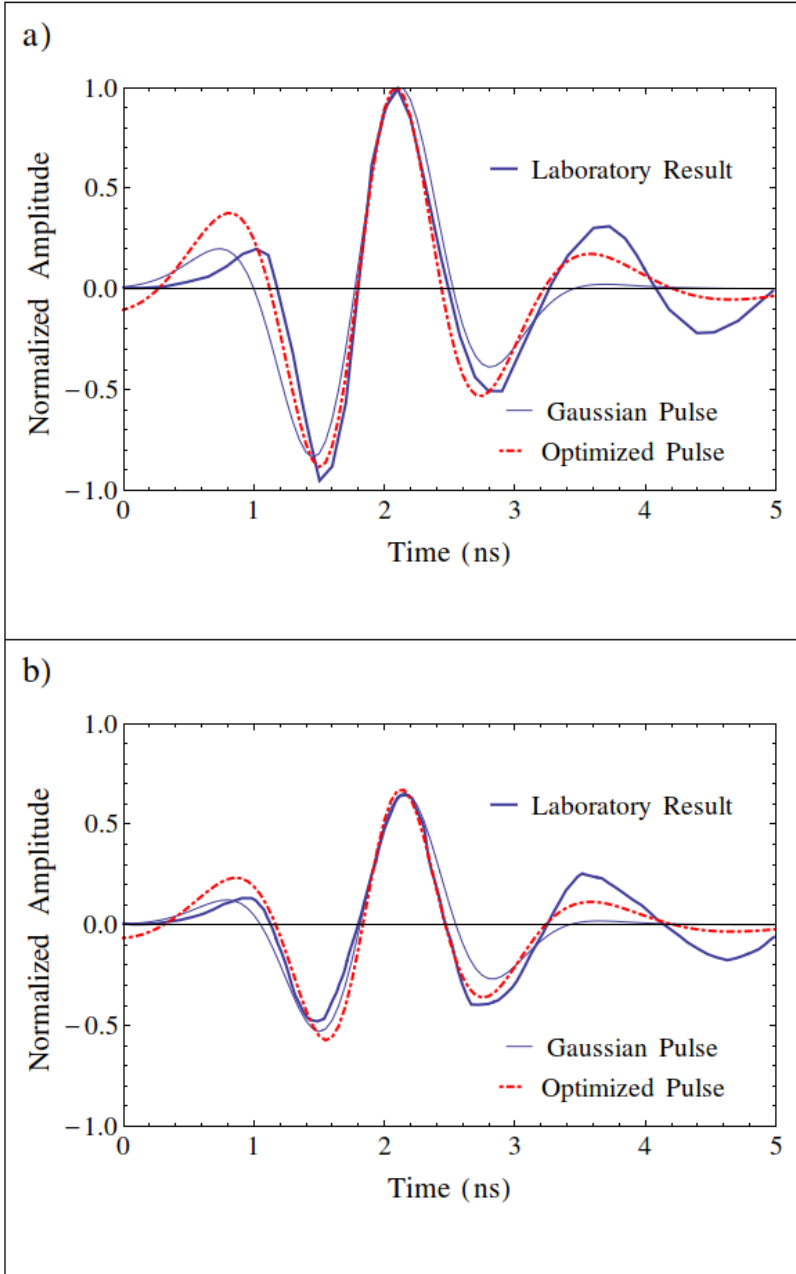 a)
1.0
0.5
0.0
−0.5
−1.0
Normalized Amplitude
Laboratory Result
Gaussian Pulse
Optimized Pulse
0 1 2 3 4 5
Time (ns)
b)
1.0
0.5
0.0
−0.5
−1.0
Normalized Amplitude
Laboratory Result
Gaussian Pulse
Optimized Pulse
0 1 2 3 4 5
Time (ns)